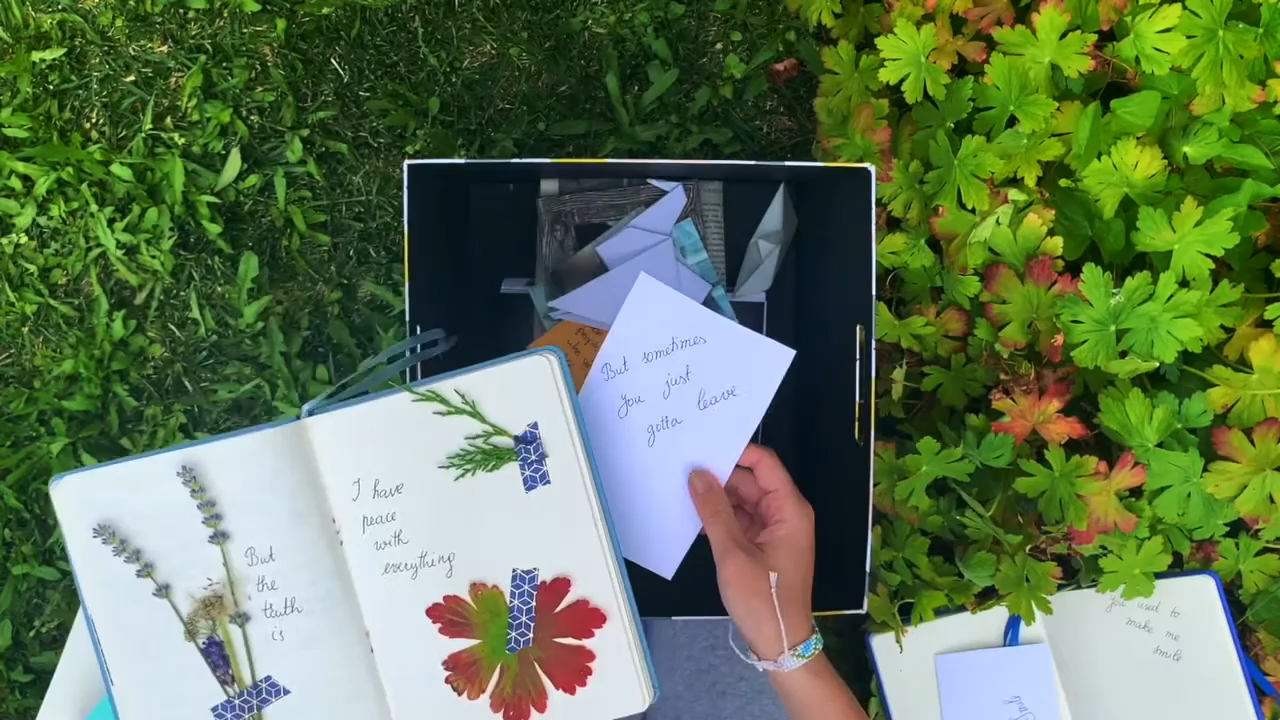 But
the
truth
is
I have
peace
with
everything
But sometimes
you just
gotta leave
you used to
make me
smile